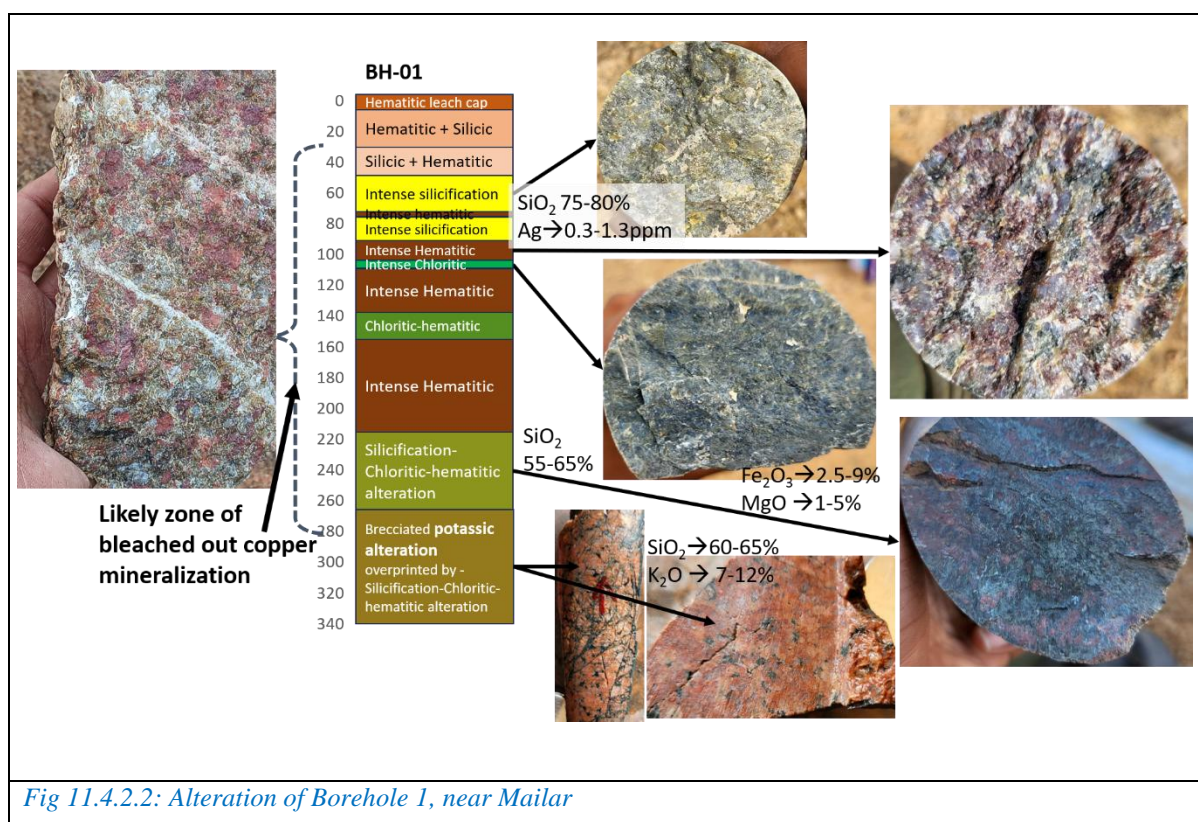 BH-01
0
20
40
60
80
100
120
140
160
180
200
220
240
260
280
300
320
340
Hematitic leach cap
Hematitic + Silicic
Silicic + Hematitic
Intense silicification
Intense hematitic
Intense silicification
Intense Hematitic
Intense Chloritic
Intense Hematitic
Chloritic-hematitic
Intense Hematitic
Silicification-
Chloritic-hematitic
alteration
Brecciated potassic
alteration
overprinted by -
Silicification-Chloritic-
hematitic alteration
SiO₂ 75-80%
Ag→0.3-1.3ppm
SiO₂
55-65%
Fe₂O₃→2.5-9%
MgO →1-5%
SiO₂→60-65%
K₂O → 7-12%
Likely zone of
bleached out copper
mineralization
Fig 11.4.2.2: Alteration of Borehole 1, near Mailar